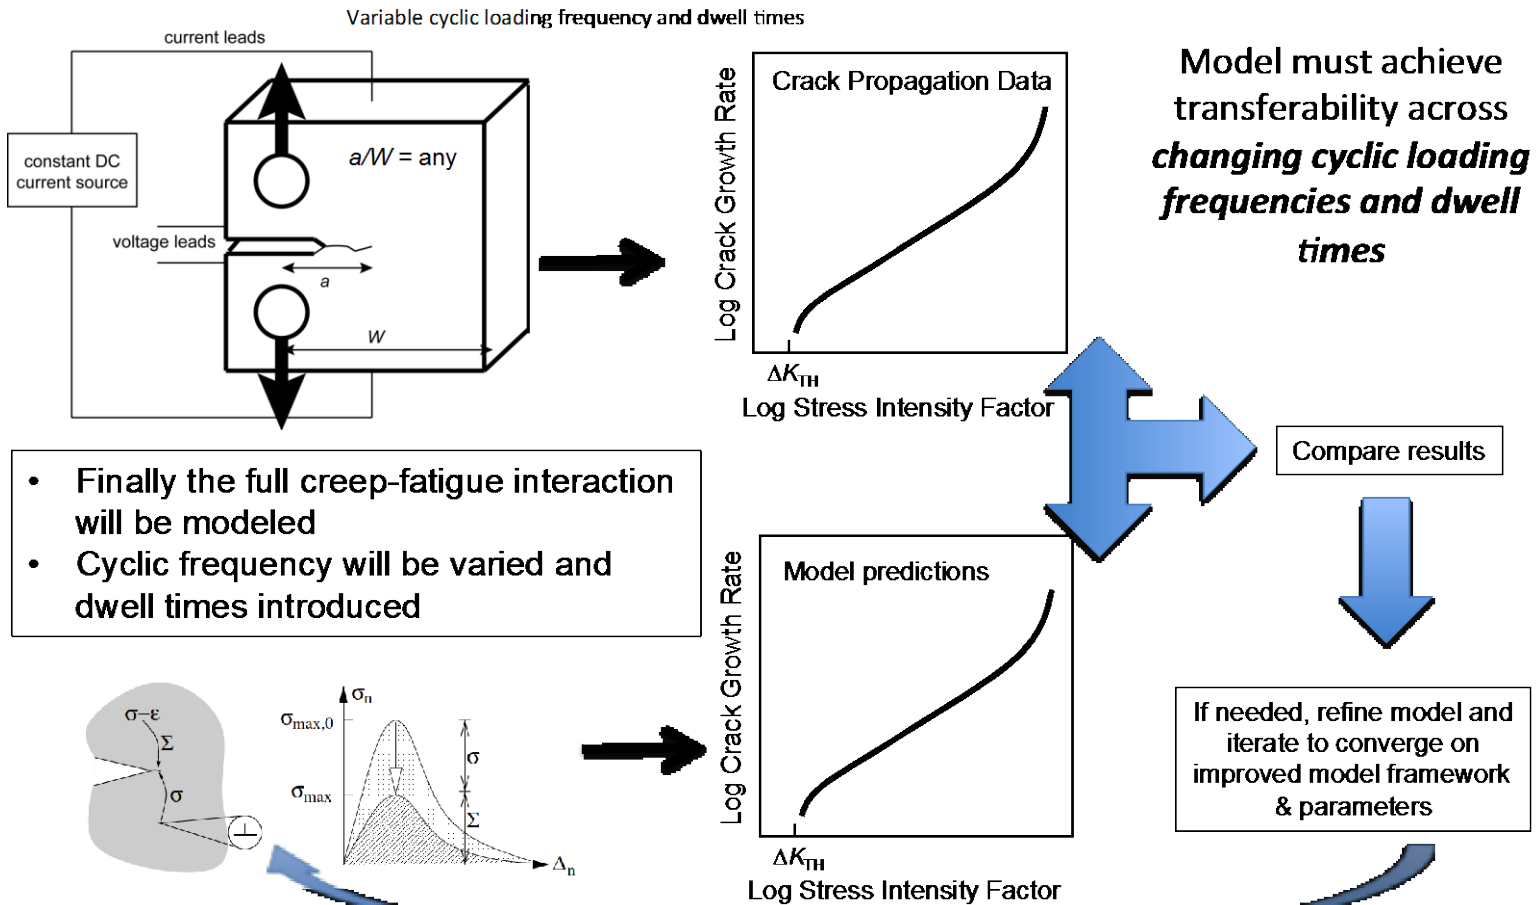 Variable cyclic loading frequency and dwell times
current leads
constant DC
current source
voltage leads
a/W = any
a
W
Crack Propagation Data
Log Crack Growth Rate
ΔK_TH
Log Stress Intensity Factor
Model must achieve
transferability across
changing cyclic loading
frequencies and dwell
times
Compare results
• Finally the full creep-fatigue interaction
will be modeled
• Cyclic frequency will be varied and
dwell times introduced
σ–ε
Σ
σ
⊥
σn
σmax,0
σmax
σ
Σ
Δn
Model predictions
Log Crack Growth Rate
ΔK_TH
Log Stress Intensity Factor
If needed, refine model and
iterate to converge on
improved model framework
& parameters